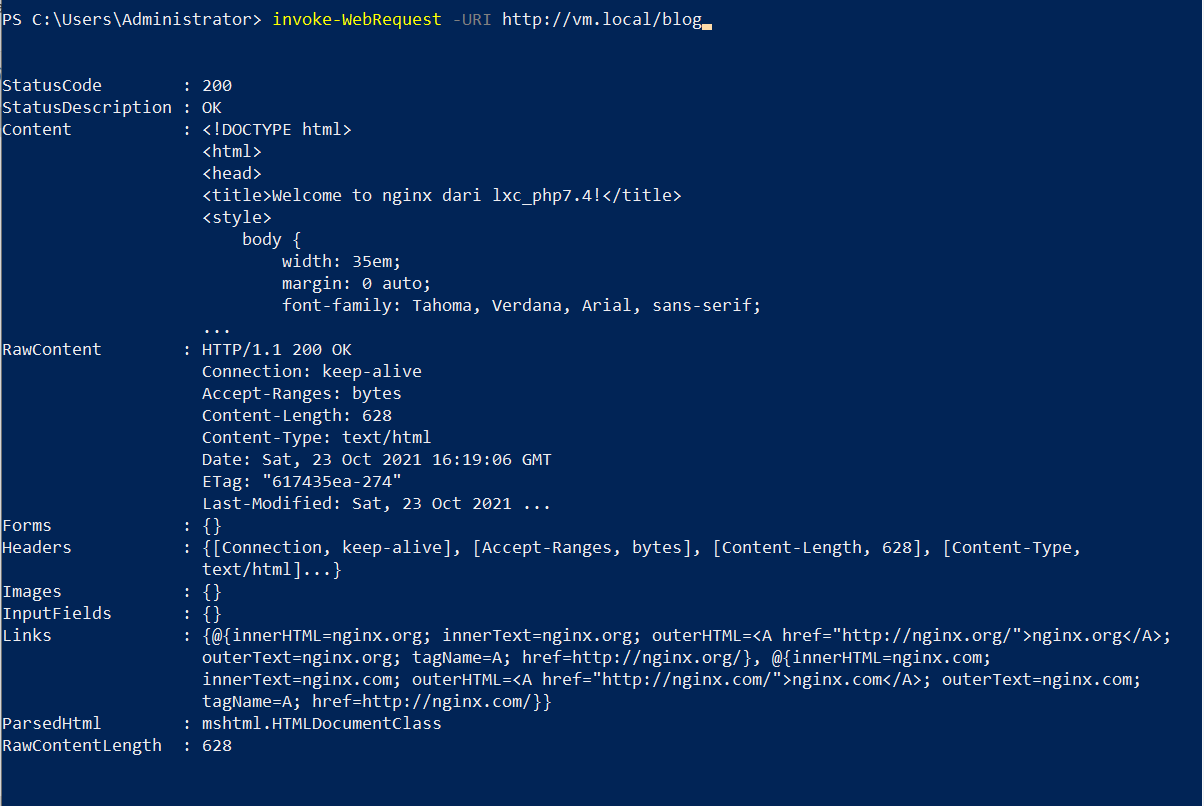 PS C:\Users\Administrator> invoke-WebRequest -URI http://vm.local/blog
StatusCode        : 200
StatusDescription : OK
Content           : <!DOCTYPE html>
                    <html>
                    <head>
                    <title>Welcome to nginx dari lxc_php7.4!</title>
                    <style>
                        body {
                            width: 35em;
                            margin: 0 auto;
                            font-family: Tahoma, Verdana, Arial, sans-serif;
                    ...
RawContent        : HTTP/1.1 200 OK
                    Connection: keep-alive
                    Accept-Ranges: bytes
                    Content-Length: 628
                    Content-Type: text/html
                    Date: Sat, 23 Oct 2021 16:19:06 GMT
                    ETag: "617435ea-274"
                    Last-Modified: Sat, 23 Oct 2021 ...
Forms             : {}
Headers           : {[Connection, keep-alive], [Accept-Ranges, bytes], [Content-Length, 628], [Content-Type,
                    text/html]...}
Images            : {}
InputFields       : {}
Links             : {@{innerHTML=nginx.org; innerText=nginx.org; outerHTML=<A href="http://nginx.org/">nginx.org</A>;
                    outerText=nginx.org; tagName=A; href=http://nginx.org/}, @{innerHTML=nginx.com;
                    innerText=nginx.com; outerHTML=<A href="http://nginx.com/">nginx.com</A>; outerText=nginx.com;
                    tagName=A; href=http://nginx.com/}}
ParsedHtml        : mshtml.HTMLDocumentClass
RawContentLength  : 628